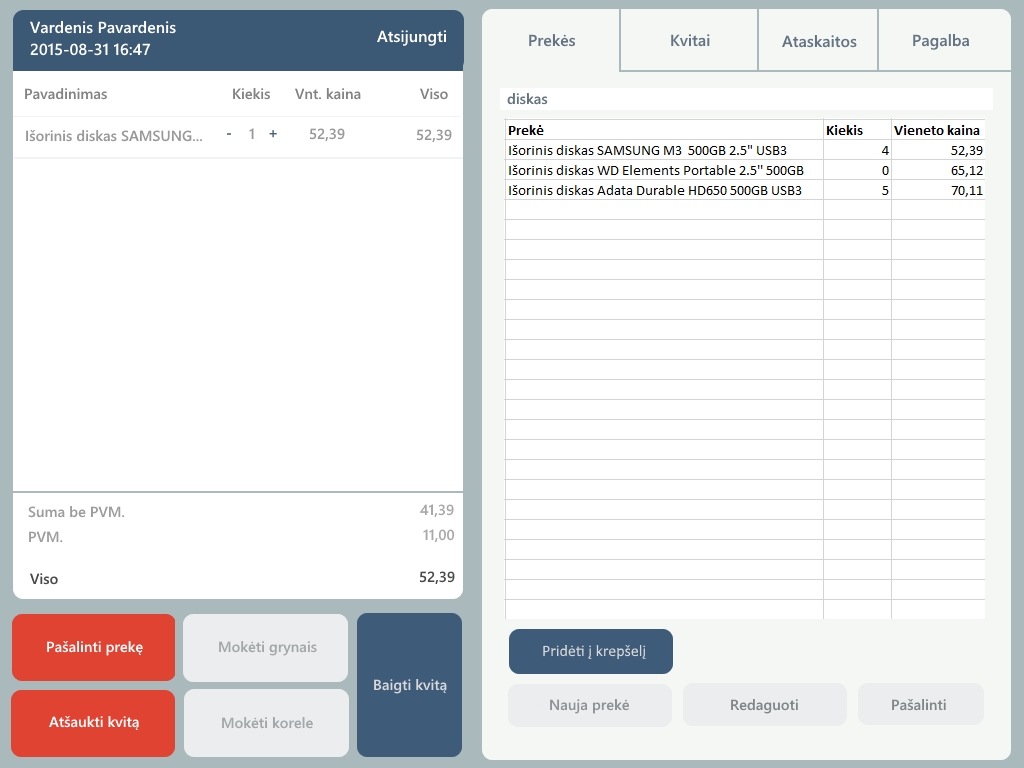 Vardenis Pavardenis
2015-08-31 16:47
Atsijungti
Pavadinimas Kiekis Vnt. kaina Viso
Išorinis diskas SAMSUNG... - 1 + 52,39 52,39
Suma be PVM. 41,39
PVM. 11,00
Viso 52,39
Pašalinti prekę
Mokėti grynais
Baigti kvitą
Atšaukti kvitą
Mokėti korele
Prekės Kvitai Ataskaitos Pagalba
diskas
Prekė Kiekis Vieneto kaina
Išorinis diskas SAMSUNG M3 500GB 2.5" USB3 4 52,39
Išorinis diskas WD Elements Portable 2.5" 500GB 0 65,12
Išorinis diskas Adata Durable HD650 500GB USB3 5 70,11
Pridėti į krepšelį
Nauja prekė Redaguoti Pašalinti